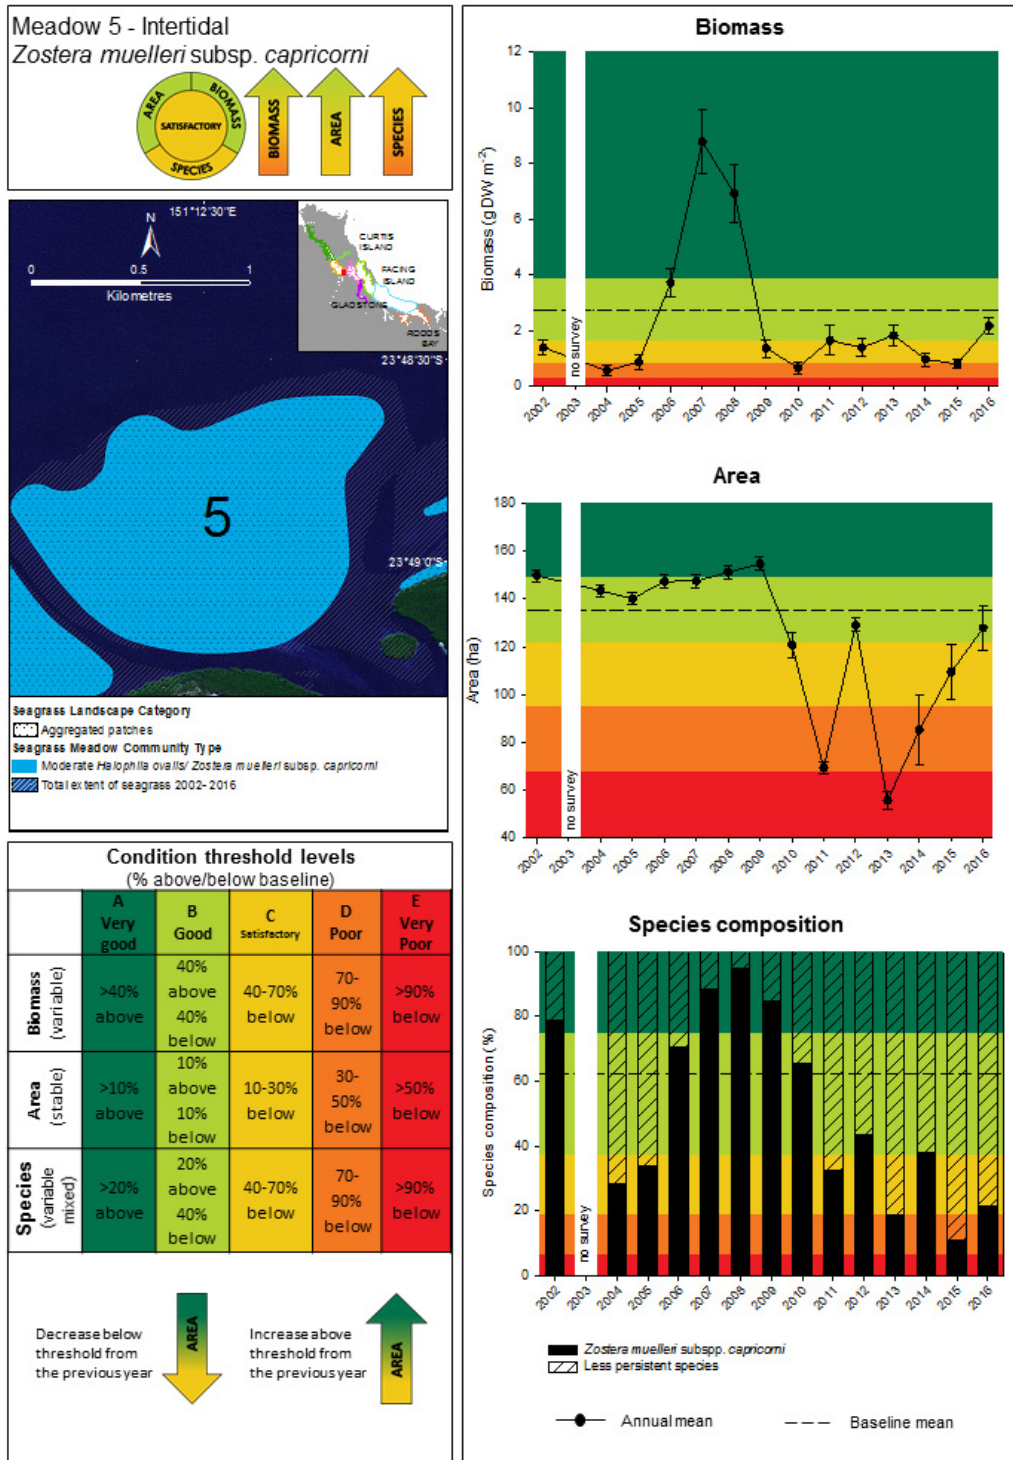 Meadow 5 - Intertidal
Zostera muelleri subsp. capricorni
AREA
BIOMASS
SATISFACTORY
SPECIES
BIOMASS
AREA
SPECIES
151°12'30"E
N
0 0.5 1
Kilometres
CURTIS
ISLAND
FACING
ISLAND
GLADSTONE
RODDS
BAY
23°48'30"S
5
23°49'0"S
Seagrass Landscape Category
Aggregated patches
Seagrass Meadow Community Type
Moderate Halophila ovalis/ Zostera muelleri subsp. capricorni
Total extent of seagrass 2002-2016
Condition threshold levels
(% above/below baseline)
A Very good
B Good
C Satisfactory
D Poor
E Very Poor
Biomass (variable)
>40% above
40% above 40% below
40-70% below
70-90% below
>90% below
Area (stable)
>10% above
10% above 10% below
10-30% below
30-50% below
>50% below
Species (variable mixed)
>20% above
20% above 40% below
40-70% below
70-90% below
>90% below
Decrease below
threshold from
the previous year
AREA
Increase above
threshold from
the previous year
AREA
Biomass
Biomass (g DW m-2)
12
10
8
6
4
2
0
no survey
2002 2003 2004 2005 2006 2007 2008 2009 2010 2011 2012 2013 2014 2015 2016
Area
Area (ha)
180
160
140
120
100
80
60
40
no survey
2002 2003 2004 2005 2006 2007 2008 2009 2010 2011 2012 2013 2014 2015 2016
Species composition
Species composition (%)
100
80
60
40
20
0
no survey
2002 2003 2004 2005 2006 2007 2008 2009 2010 2011 2012 2013 2014 2015 2016
Zostera muelleri subspp. capricorni
Less persistent species
Annual mean
Baseline mean